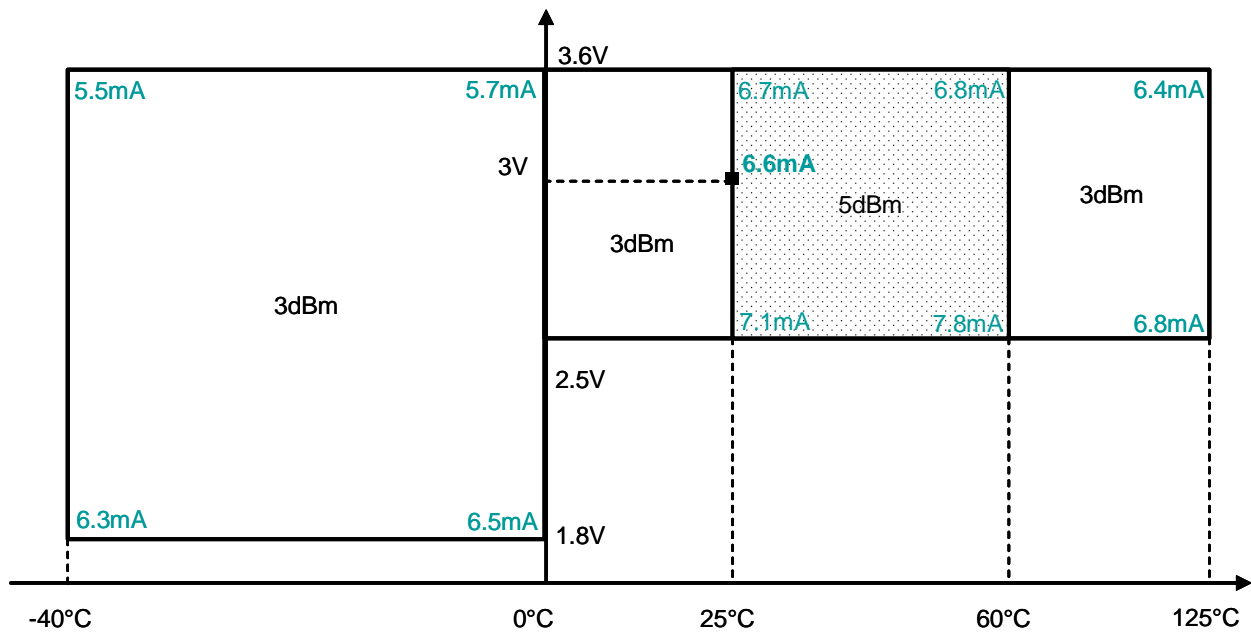 3.6V
5.5mA
5.7mA
6.7mA
6.8mA
6.4mA
3V
6.6mA
3dBm
5dBm
3dBm
3dBm
7.1mA
7.8mA
6.8mA
2.5V
6.3mA
6.5mA
1.8V
-40°C
0°C
25°C
60°C
125°C